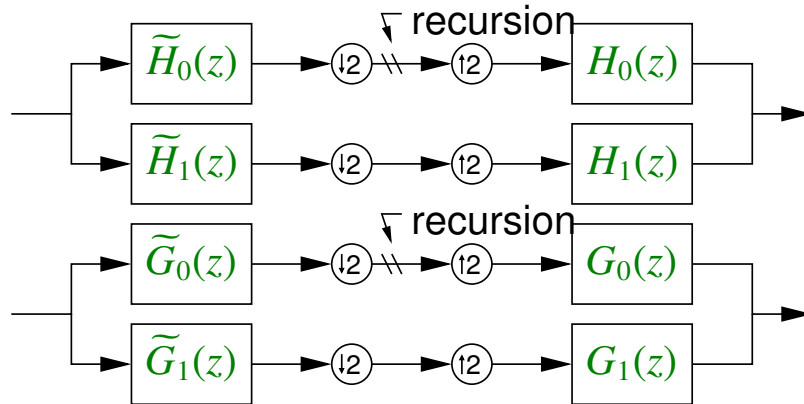 recursion
H̃₀(z) ↓2 ↑2 H₀(z)
H̃₁(z) ↓2 ↑2 H₁(z)
recursion
G̃₀(z) ↓2 ↑2 G₀(z)
G̃₁(z) ↓2 ↑2 G₁(z)